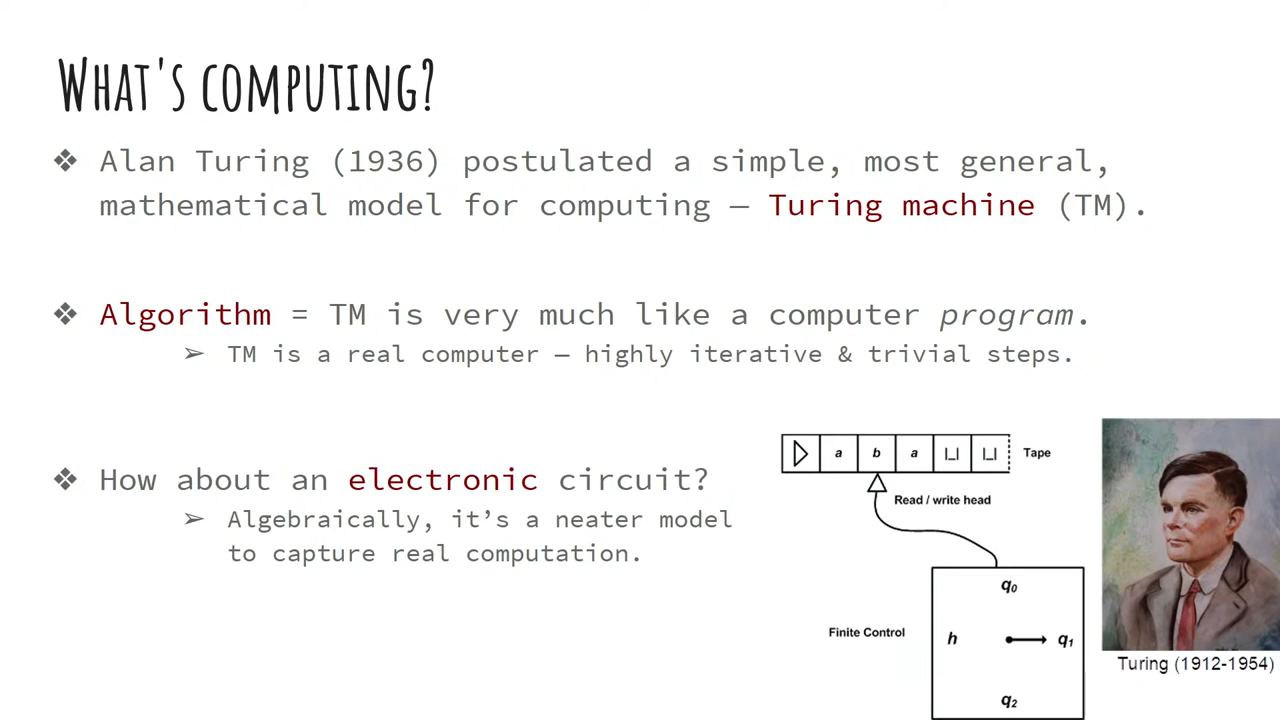 What's computing?
❖ Alan Turing (1936) postulated a simple, most general,
mathematical model for computing — Turing machine (TM).
❖ Algorithm = TM is very much like a computer program.
➢ TM is a real computer — highly iterative & trivial steps.
❖ How about an electronic circuit?
➢ Algebraically, it’s a neater model
to capture real computation.
▷ a b a |_| |_| Tape
Read / write head
q0
Finite Control
h q1
q2
Turing (1912-1954)